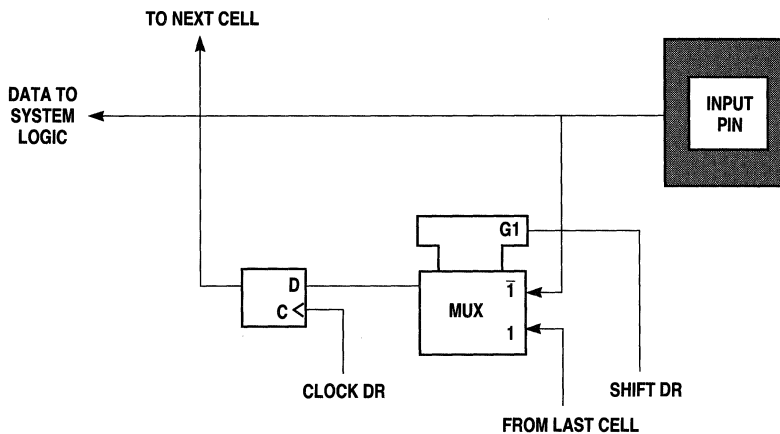 TO NEXT CELL
DATA TO
SYSTEM
LOGIC
INPUT
PIN
G1
D
C
MUX
1̅
1
CLOCK DR
SHIFT DR
FROM LAST CELL